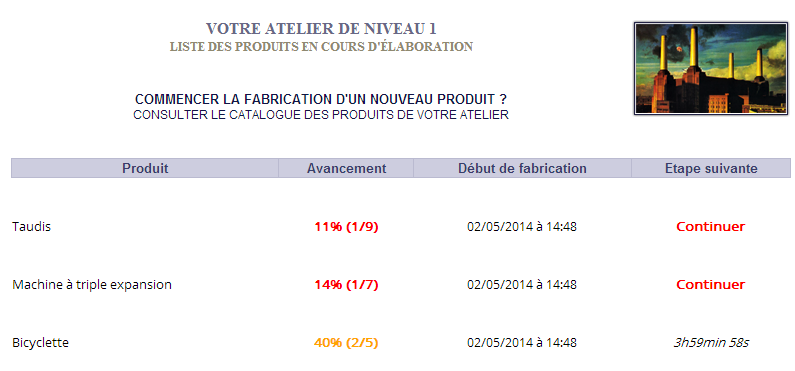 VOTRE ATELIER DE NIVEAU 1
LISTE DES PRODUITS EN COURS D'ÉLABORATION
COMMENCER LA FABRICATION D'UN NOUVEAU PRODUIT ?
CONSULTER LE CATALOGUE DES PRODUITS DE VOTRE ATELIER
Produit Avancement Début de fabrication Etape suivante
Taudis 11% (1/9) 02/05/2014 à 14:48 Continuer
Machine à triple expansion 14% (1/7) 02/05/2014 à 14:48 Continuer
Bicyclette 40% (2/5) 02/05/2014 à 14:48 3h59min 58s